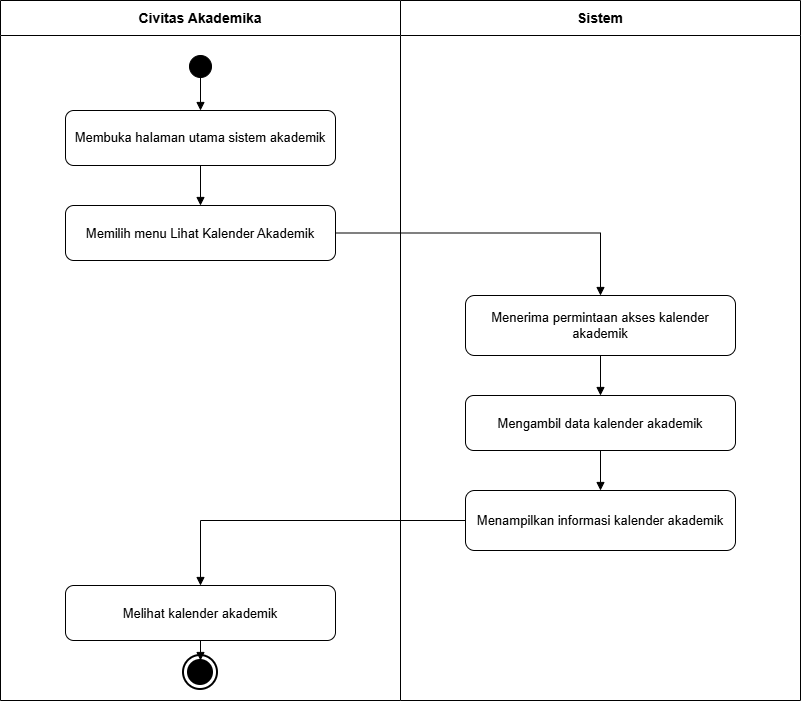 Civitas Akademika
Sistem
Membuka halaman utama sistem akademik
Memilih menu Lihat Kalender Akademik
Menerima permintaan akses kalender
akademik
Mengambil data kalender akademik
Menampilkan informasi kalender akademik
Melihat kalender akademik